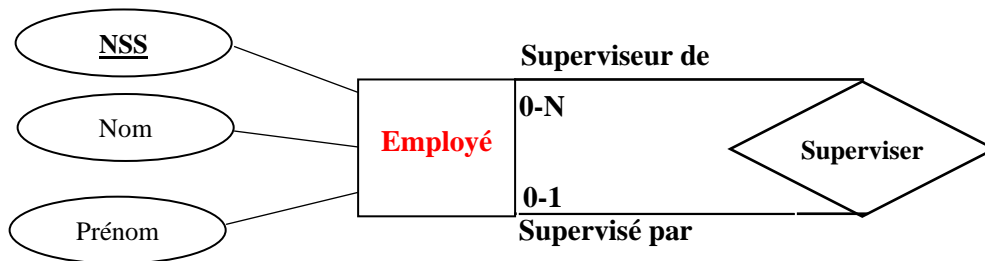 NSS
Superviseur de
0-N
Nom
Employé
Superviser
0-1
Prénom
Supervisé par